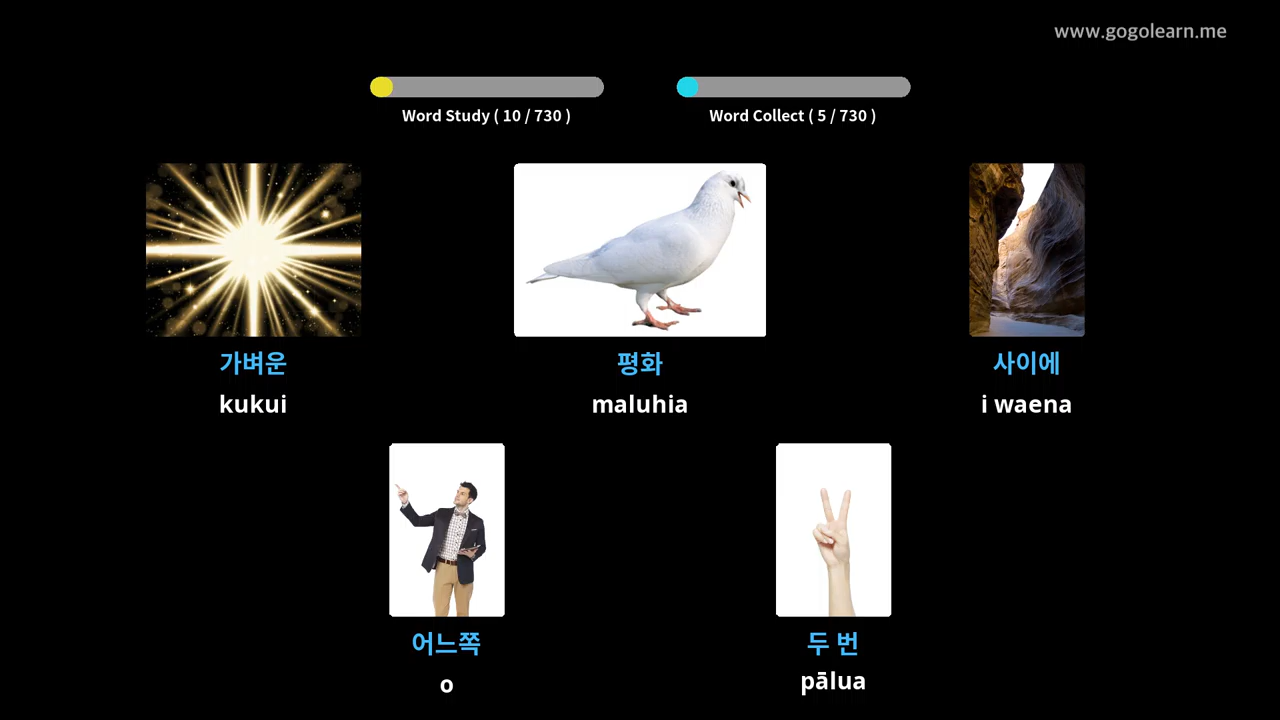 www.gogolearn.me
Word Study ( 10 / 730 )
Word Collect ( 5 / 730 )
가벼운
kukui
평화
maluhia
사이에
i waena
어느쪽
o
두 번
pālua